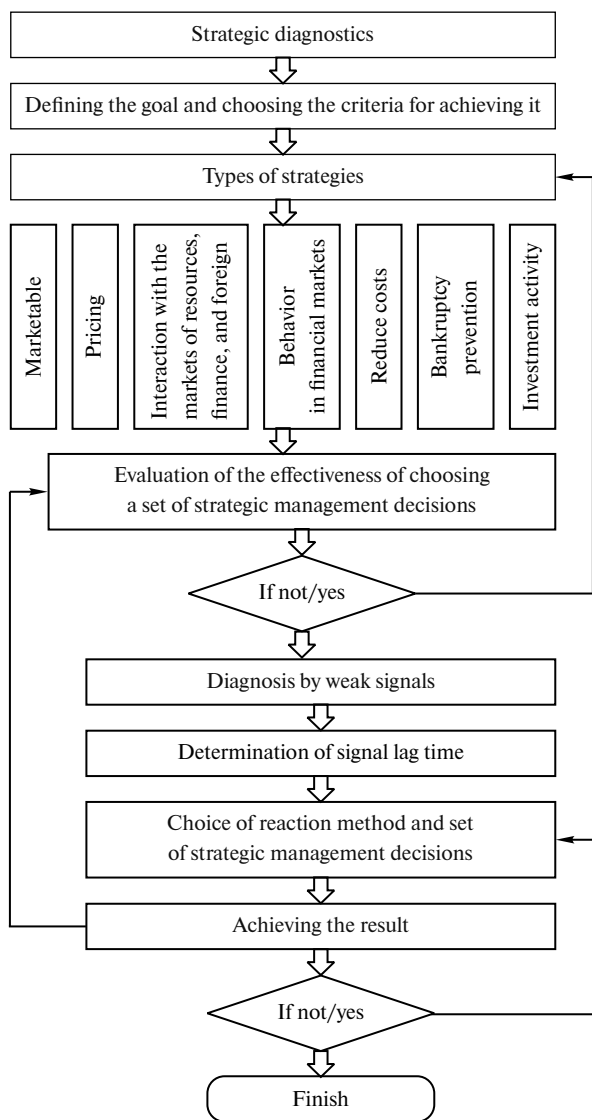 Strategic diagnostics
Defining the goal and choosing the criteria for achieving it
Types of strategies
Marketable
Pricing
Interaction with the
markets of resources,
finance, and foreign
Behavior
in financial markets
Reduce costs
Bankruptcy
prevention
Investment activity
Evaluation of the effectiveness of choosing
a set of strategic management decisions
If not/yes
Diagnosis by weak signals
Determination of signal lag time
Choice of reaction method and set
of strategic management decisions
Achieving the result
If not/yes
Finish